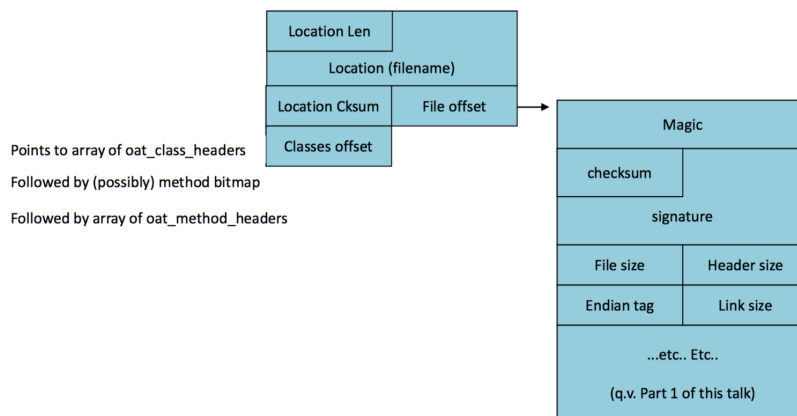 Location Len
Location (filename)
Location Cksum
File offset
Classes offset
Points to array of oat_class_headers
Followed by (possibly) method bitmap
Followed by array of oat_method_headers
Magic
checksum
signature
File size
Header size
Endian tag
Link size
...etc.. Etc..
(q.v. Part 1 of this talk)